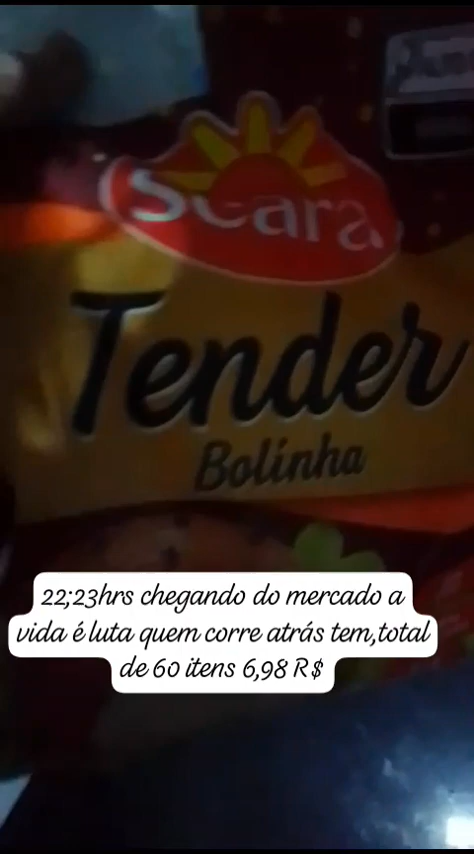 Seara
Tender
Bolinha
22;23hrs chegando do mercado a
vida é luta quem corre atrás tem,total
de 60 itens 6,98 R$